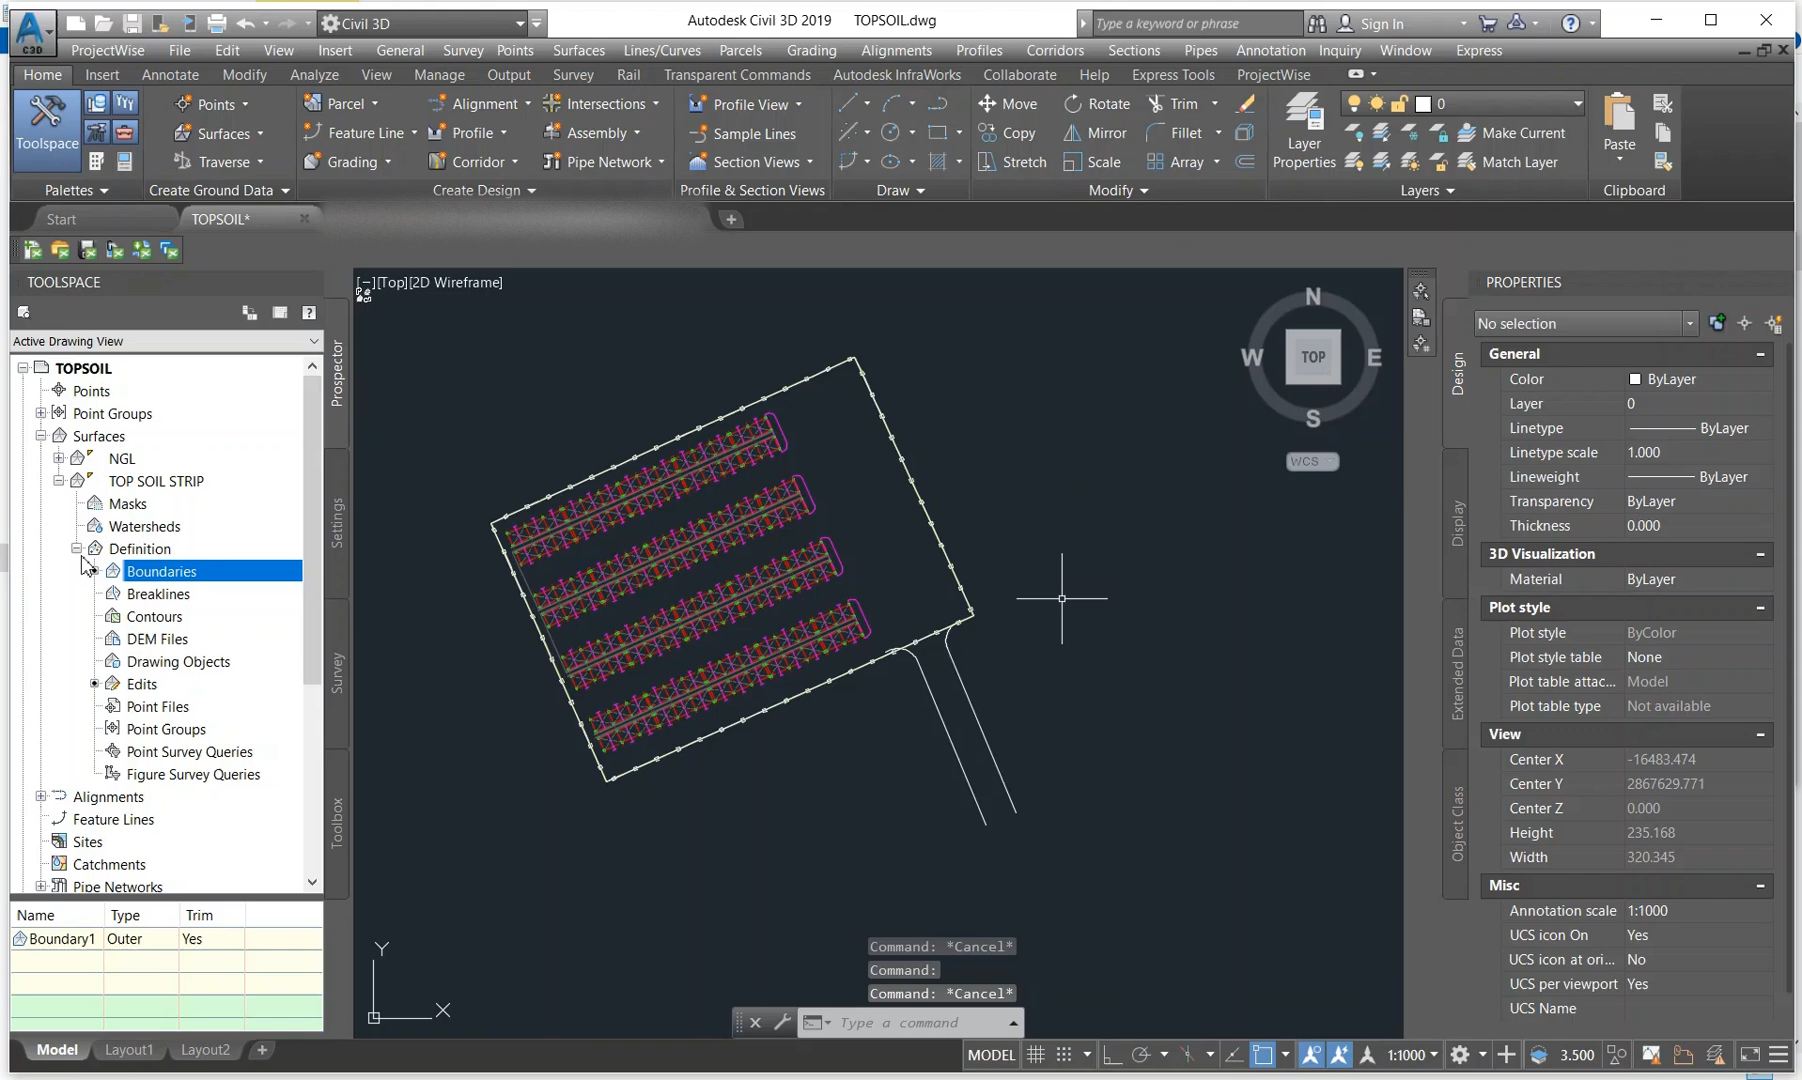 Civil 3D
Autodesk Civil 3D 2019 TOPSOIL.dwg
Type a keyword or phrase
Sign In
C3D
ProjectWise File Edit View Insert General Survey Points Surfaces Lines/Curves Parcels Grading Alignments Profiles Corridors Sections Pipes Annotation Inquiry Window Express
Home Insert Annotate Modify Analyze View Manage Output Survey Rail Transparent Commands Autodesk InfraWorks Collaborate Help Express Tools ProjectWise
Points Parcel Alignment Intersections Profile View Move Rotate Trim 0
Surfaces Feature Line Profile Assembly Sample Lines Copy Mirror Fillet Make Current
Toolspace Layer Properties Paste
Traverse Grading Corridor Pipe Network Section Views Stretch Scale Array Match Layer
Palettes Create Ground Data Create Design Profile & Section Views Draw Modify Layers Clipboard
Start TOPSOIL*
TOOLSPACE
Active Drawing View
TOPSOIL
Points
Point Groups
Surfaces
NGL
TOP SOIL STRIP
Masks
Watersheds
Definition
Boundaries
Breaklines
Contours
DEM Files
Drawing Objects
Edits
Point Files
Point Groups
Point Survey Queries
Figure Survey Queries
Alignments
Feature Lines
Sites
Catchments
Pipe Networks
Name Type Trim
Boundary1 Outer Yes
Prospector
Settings
Survey
Toolbox
[−][Top][2D Wireframe]
N
W TOP E
S
WCS
Y
X
Command: *Cancel*
Command:
Command: *Cancel*
Type a command
PROPERTIES
No selection
Design
Display
Extended Data
Object Class
General
Color ByLayer
Layer 0
Linetype ByLayer
Linetype scale 1.000
Lineweight ByLayer
Transparency ByLayer
Thickness 0.000
3D Visualization
Material ByLayer
Plot style
Plot style ByColor
Plot style table None
Plot table attac... Model
Plot table type Not available
View
Center X -16483.474
Center Y 2867629.771
Center Z 0.000
Height 235.168
Width 320.345
Misc
Annotation scale 1:1000
UCS icon On Yes
UCS icon at ori... No
UCS per viewport Yes
UCS Name
Model Layout1 Layout2
MODEL 1:1000 3.500